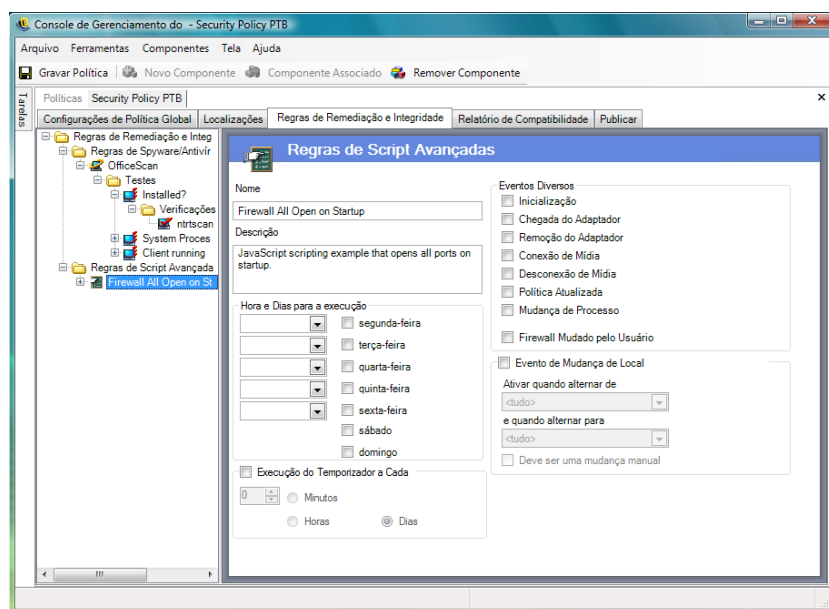 Console de Gerenciamento do - Security Policy PTB
Arquivo Ferramentas Componentes Tela Ajuda
Gravar Política Novo Componente Componente Associado Remover Componente
Tarefas
Políticas Security Policy PTB
Configurações de Política Global Localizações Regras de Remediação e Integridade Relatório de Compatibilidade Publicar
Regras de Remediação e Integ
Regras de Spyware/Antivír
OfficeScan
Testes
Installed?
Verificações
ntrtscan
System Proces
Client running
Regras de Script Avançada
Firewall All Open on St
Regras de Script Avançadas
Nome
Firewall All Open on Startup
Descrição
JavaScript scripting example that opens all ports on
startup.
Hora e Dias para a execução
segunda-feira
terça-feira
quarta-feira
quinta-feira
sexta-feira
sábado
domingo
Execução do Temporizador a Cada
0 Minutos
Horas Dias
Eventos Diversos
Inicialização
Chegada do Adaptador
Remoção do Adaptador
Conexão de Mídia
Desconexão de Mídia
Política Atualizada
Mudança de Processo
Firewall Mudado pelo Usuário
Evento de Mudança de Local
Ativar quando alternar de
<tudo>
e quando alternar para
<tudo>
Deve ser uma mudança manual